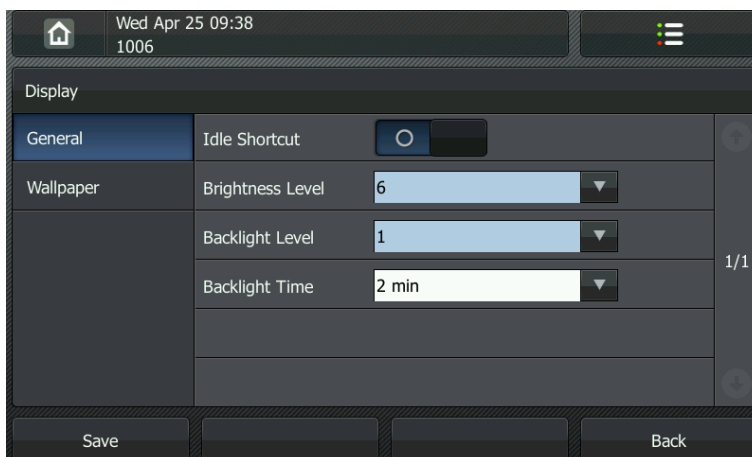 Wed Apr 25 09:38
1006
Display
General
Idle Shortcut
Wallpaper
Brightness Level
6
Backlight Level
1
Backlight Time
2 min
1/1
Save
Back